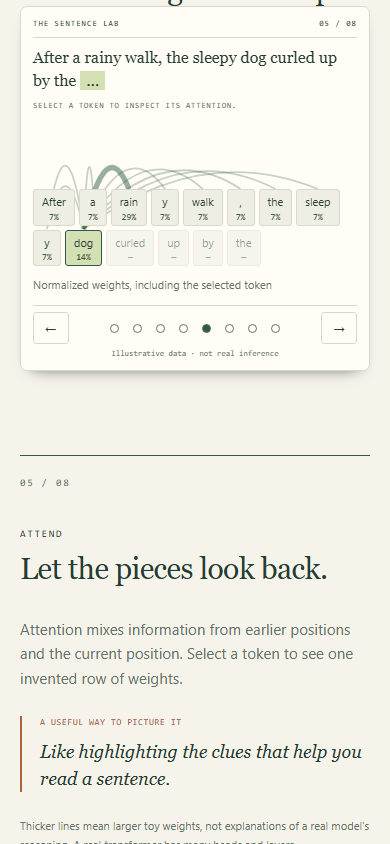 THE SENTENCE LAB 05 / 08
After a rainy walk, the sleepy dog curled up
by the ...
SELECT A TOKEN TO INSPECT ITS ATTENTION.
After a rain y walk , the sleep
7% 7% 29% 7% 7% 7% 7% 7%
y dog curled up by the
7% 14% – – – –
Normalized weights, including the selected token
← →
Illustrative data · not real inference
05 / 08
ATTEND
Let the pieces look back.
Attention mixes information from earlier positions
and the current position. Select a token to see one
invented row of weights.
A USEFUL WAY TO PICTURE IT
Like highlighting the clues that help you
read a sentence.
Thicker lines mean larger toy weights, not explanations of a real model's